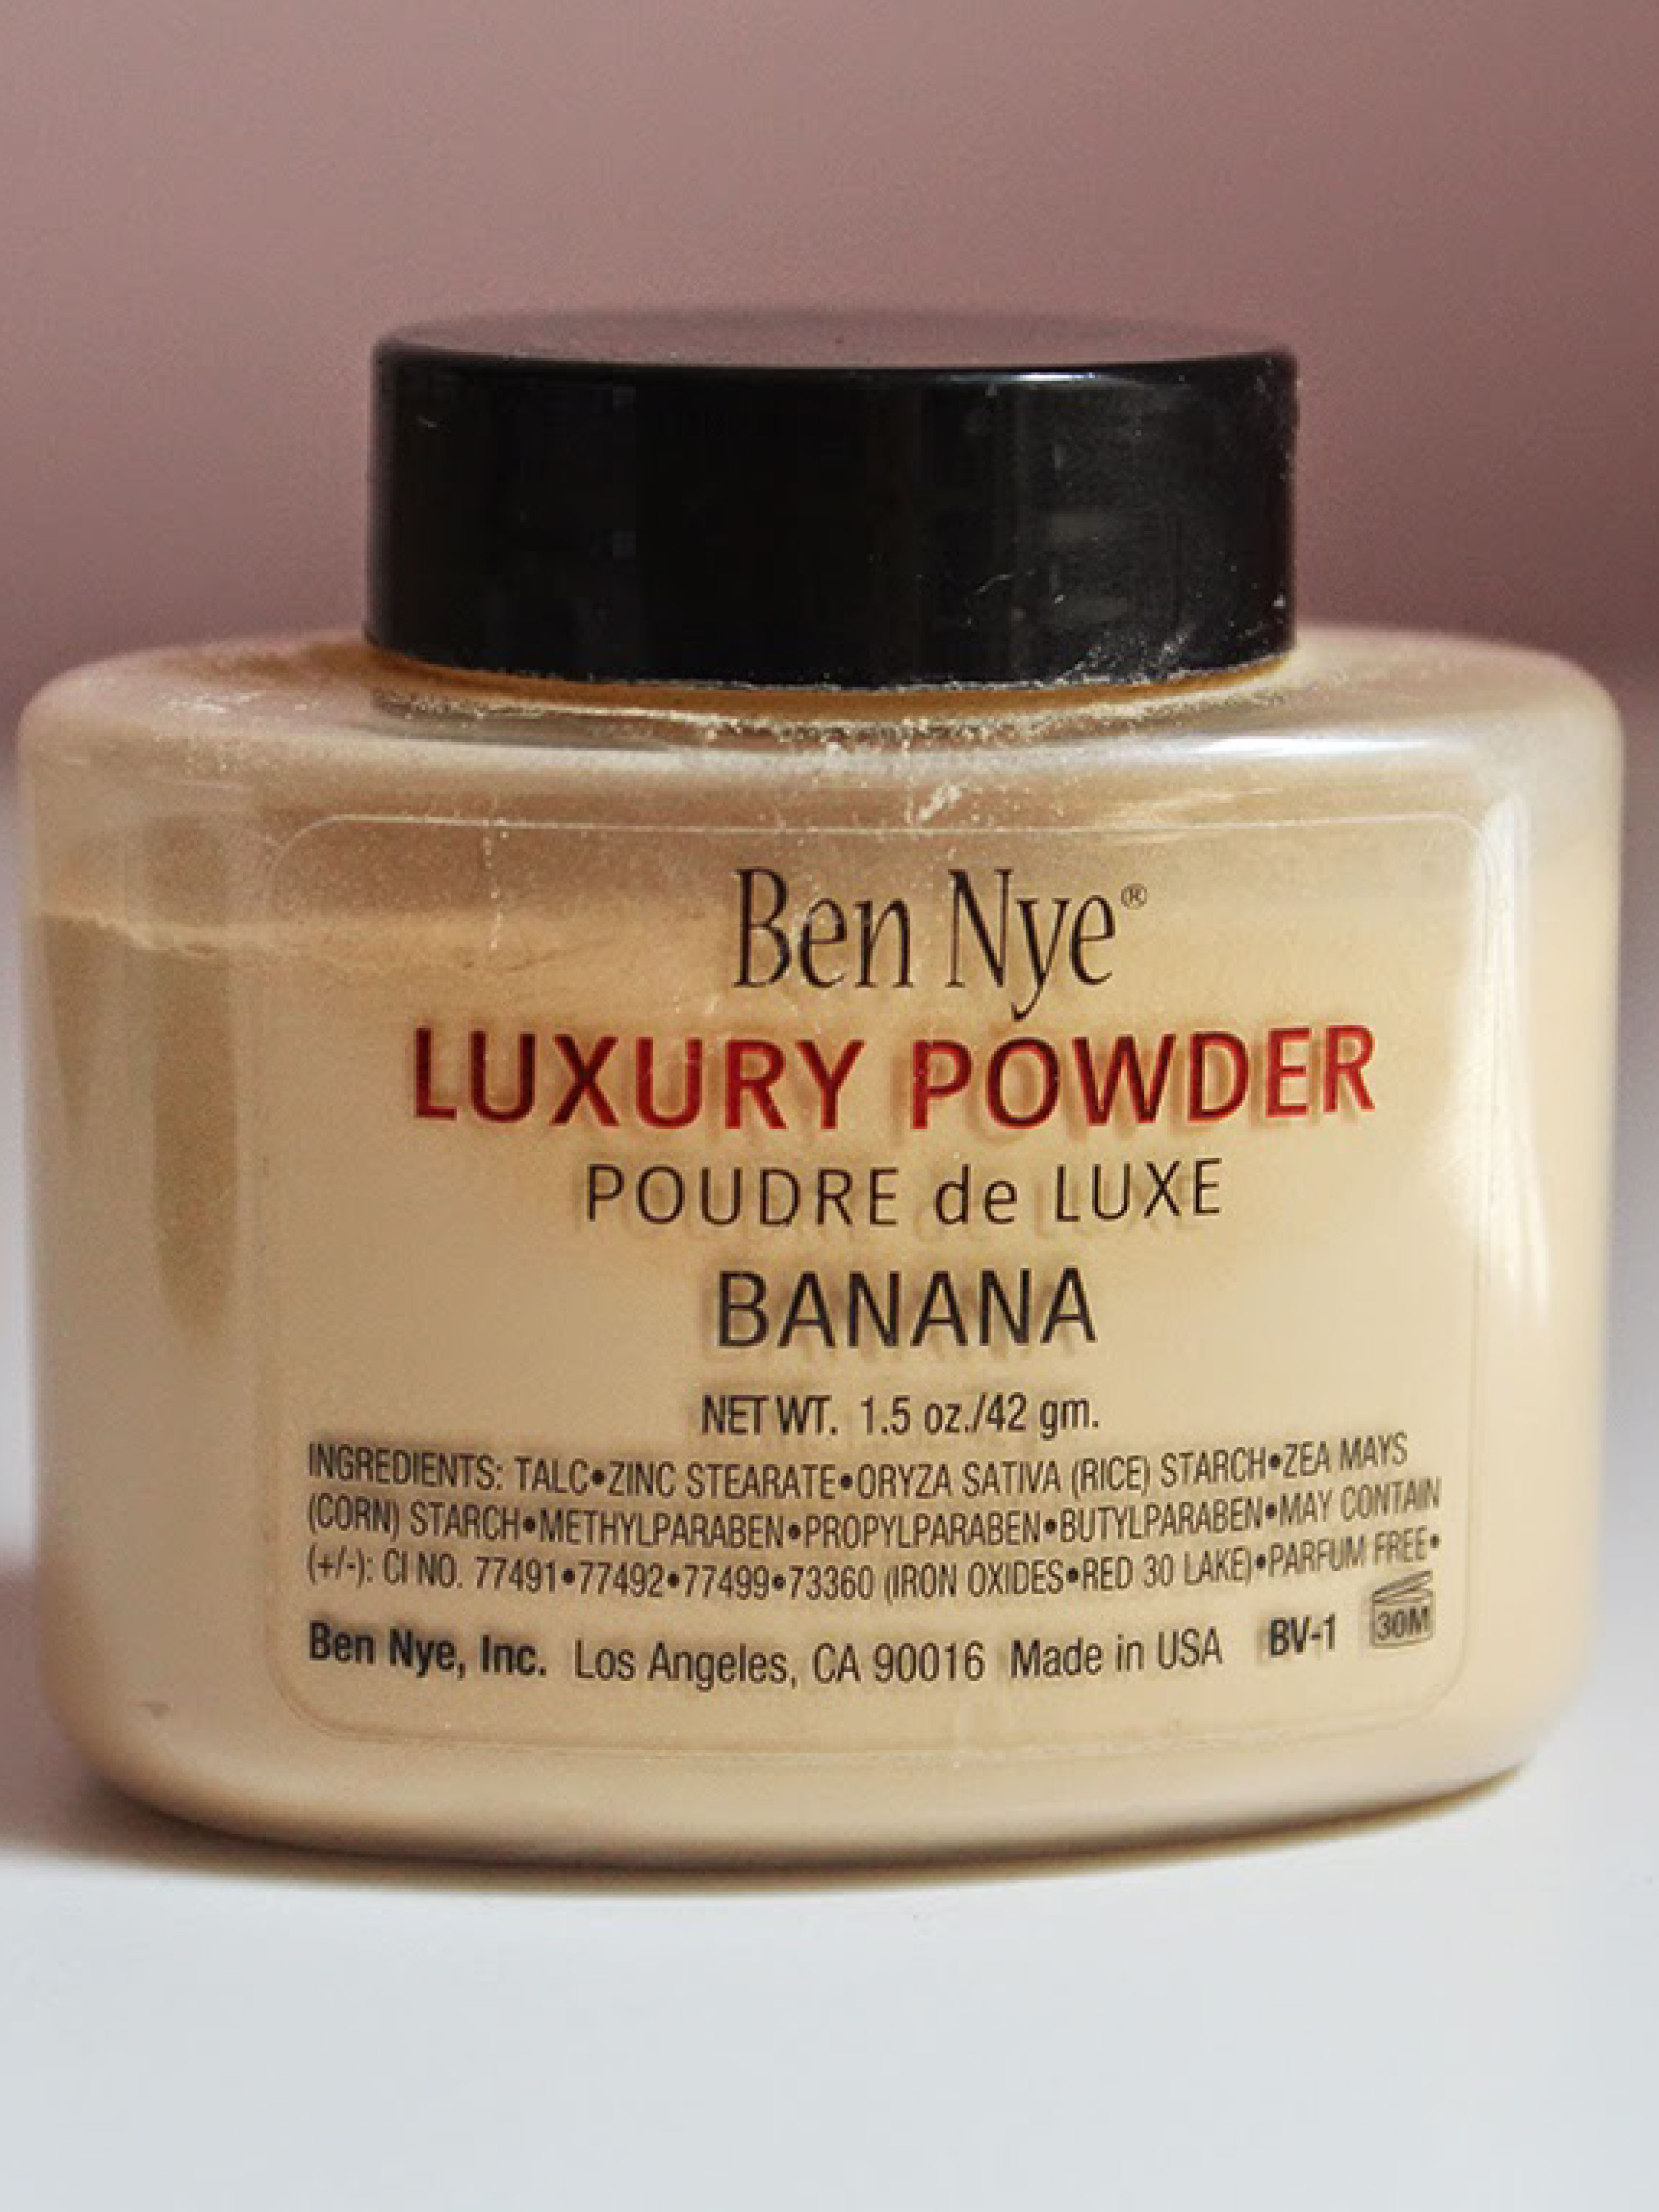 Ben Nye®
LUXURY POWDER
POUDRE de LUXE
BANANA
NET WT. 1.5 oz./42 gm.
INGREDIENTS: TALC•ZINC STEARATE•ORYZA SATIVA (RICE) STARCH•ZEA MAYS
(CORN) STARCH•METHYLPARABEN•PROPYLPARABEN•BUTYLPARABEN•MAY CONTAIN
(+/-): CI NO. 77491•77492•77499•73360 (IRON OXIDES•RED 30 LAKE)•PARFUM FREE•
Ben Nye, Inc. Los Angeles, CA 90016 Made in USA BV-1 30M